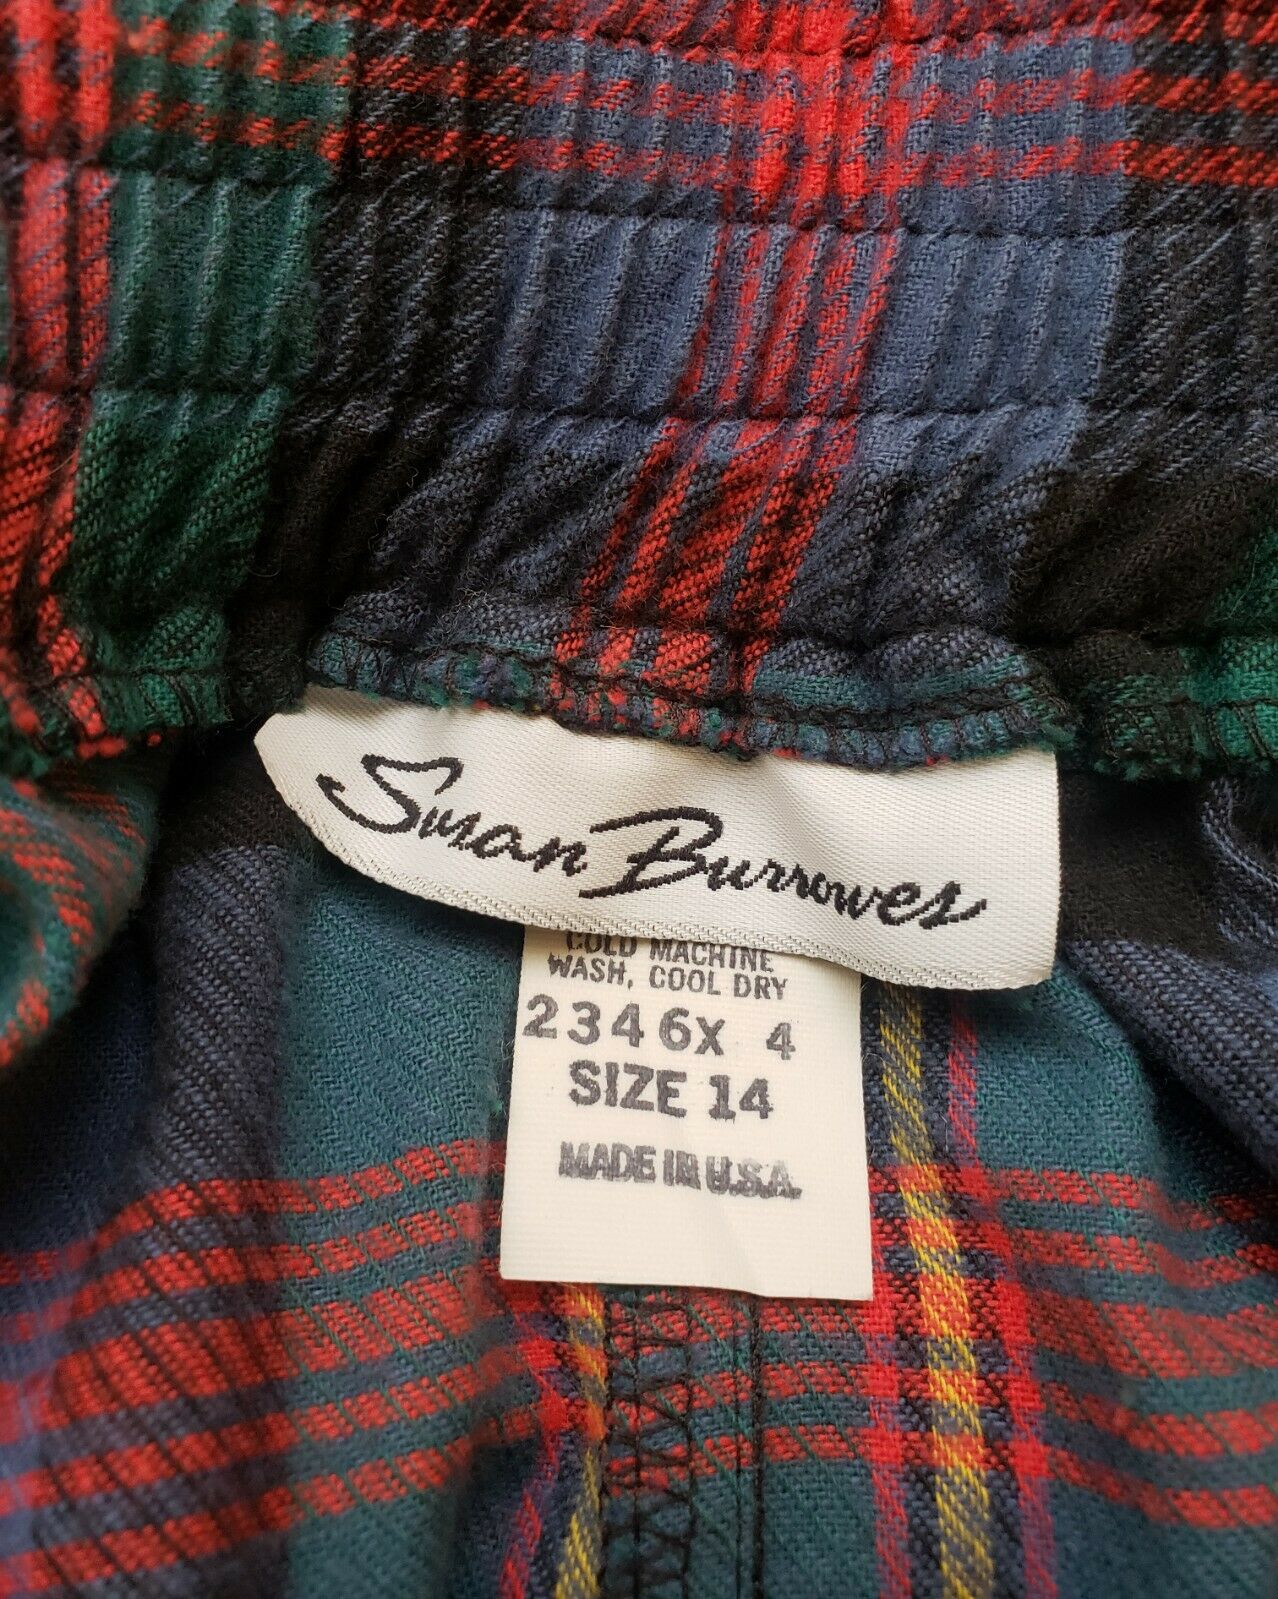 Susan Burrowes
COLD MACHINE
WASH, COOL DRY
2346X 4
SIZE 14
MADE IN U.S.A.